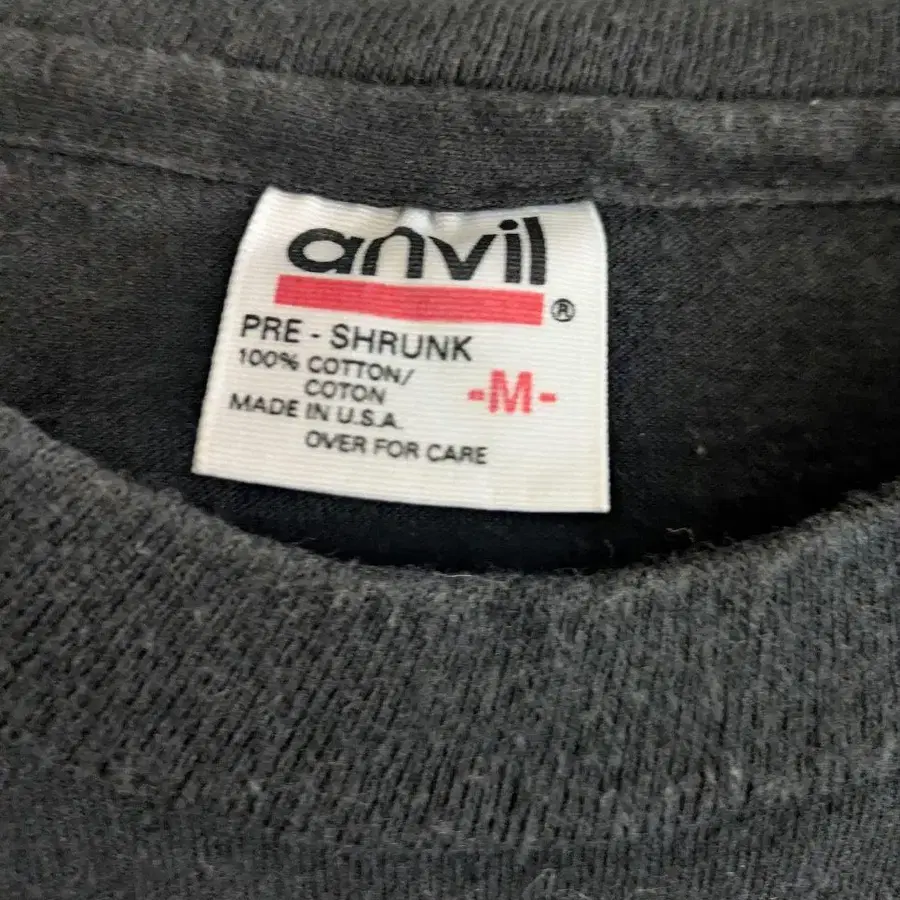 anvil
®
PRE - SHRUNK
100% COTTON/
COTON
-M-
MADE IN U.S.A.
OVER FOR CARE